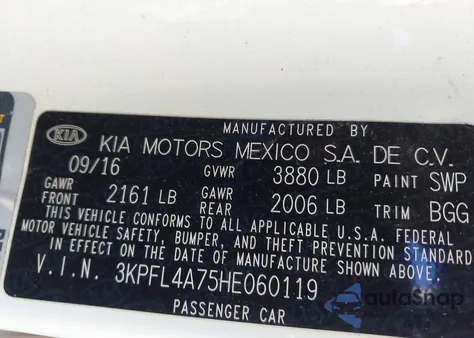 MANUFACTURED BY
KIA KIA MOTORS MEXICO S.A. DE C.V.
09/16 GVWR 3880 LB PAINT SWP
GAWR FRONT 2161 LB GAWR REAR 2006 LB TRIM BGG
THIS VEHICLE CONFORMS TO ALL APPLICABLE U.S.A. FEDERAL
MOTOR VEHICLE SAFETY, BUMPER, AND THEFT PREVENTION STANDARD
IN EFFECT ON THE DATE OF MANUFACTURE SHOWN ABOVE.
V.I.N. 3KPFL4A75HE060119
PASSENGER CAR
autoSnap